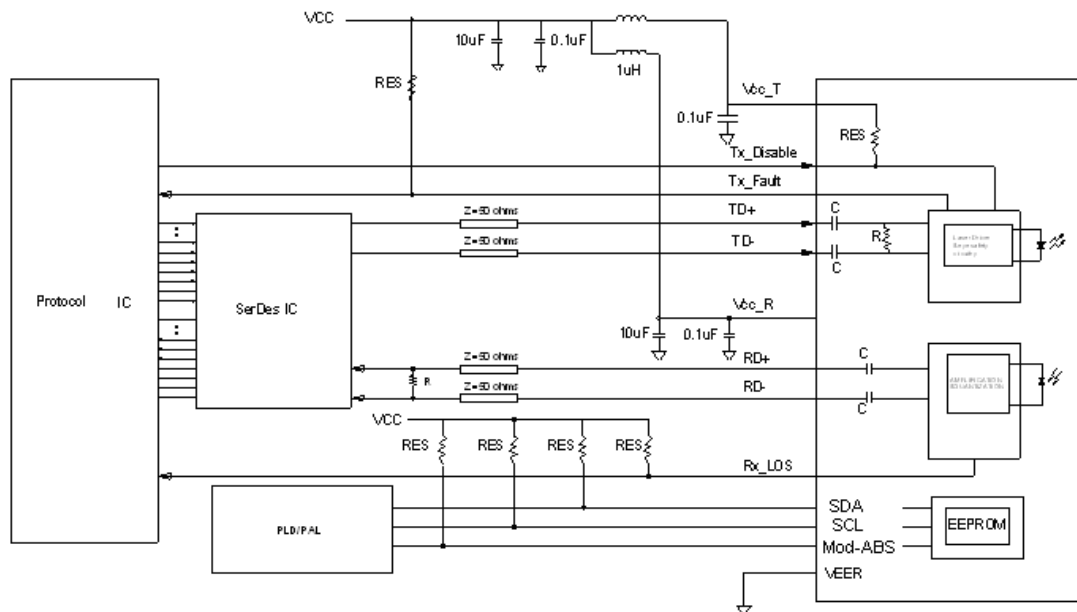 VCC
10uF
0.1uF
1uH
RES
Vcc_T
0.1uF
RES
Tx_Disable
Tx_Fault
Z=50 ohms
TD+
C
R
Z=50 ohms
TD-
C
Protocol IC
SerDes IC
Vcc_R
10uF
0.1uF
Z=50 ohms
RD+
C
R
Z=50 ohms
RD-
C
VCC
RES
RES
RES
RES
Rx_LOS
PLD/PAL
SDA
SCL
Mod-ABS
EEPROM
VEER